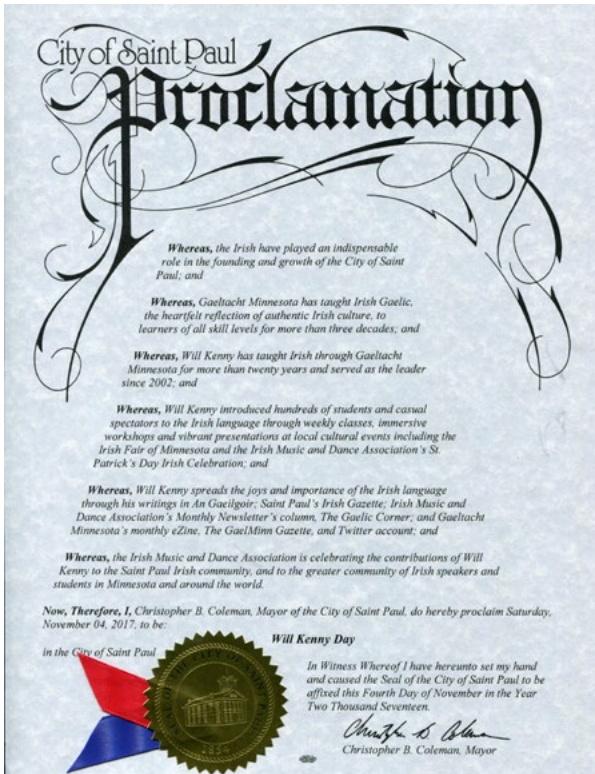 City of Saint Paul
Proclamation
Whereas, the Irish have played an indispensable
role in the founding and growth of the City of Saint
Paul; and
Whereas, Gaeltacht Minnesota has taught Irish Gaelic,
the heartfelt reflection of authentic Irish culture, to
learners of all skill levels for more than three decades; and
Whereas, Will Kenny has taught Irish through Gaeltacht
Minnesota for more than twenty years and served as the leader
since 2002; and
Whereas, Will Kenny introduced hundreds of students and casual
spectators to the Irish language through weekly classes, immersive
workshops and vibrant presentations at local cultural events including the
Irish Fair of Minnesota and the Irish Music and Dance Association's St.
Patrick's Day Irish Celebration; and
Whereas, Will Kenny spreads the joys and importance of the Irish language
through his writings in An Gaeilgoir; Saint Paul's Irish Gazette; Irish Music and
Dance Association's Monthly Newsletter's column, The Gaelic Corner; and Gaeltacht
Minnesota's monthly eZine, The GaelMinn Gazette, and Twitter account; and
Whereas, the Irish Music and Dance Association is celebrating the contributions of Will
Kenny to the Saint Paul Irish community, and to the greater community of Irish speakers and
students in Minnesota and around the world.
Now, Therefore, I, Christopher B. Coleman, Mayor of the City of Saint Paul, do hereby proclaim Saturday,
November 04, 2017, to be:
Will Kenny Day
in the City of Saint Paul
In Witness Whereof I have hereunto set my hand
and caused the Seal of the City of Saint Paul to be
affixed this Fourth Day of November in the Year
Two Thousand Seventeen.
Christopher B. Coleman
Christopher B. Coleman, Mayor
SEAL OF THE CITY OF SAINT PAUL
1854